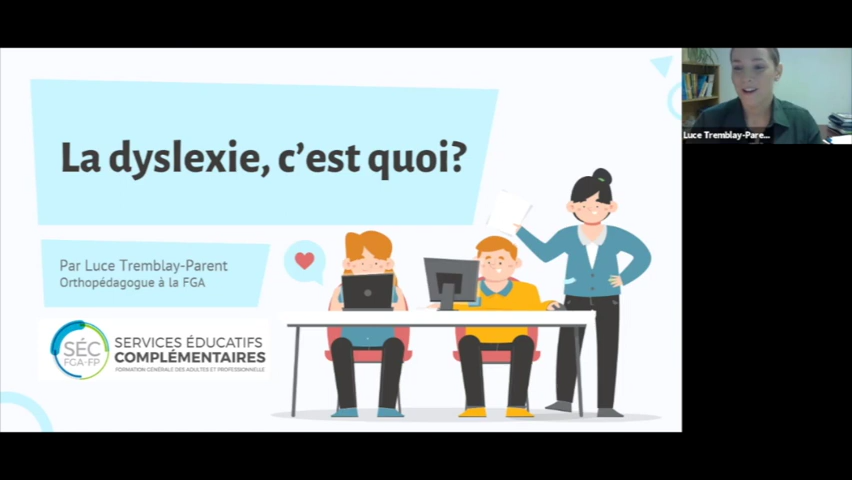 La dyslexie, c'est quoi?
Par Luce Tremblay-Parent
Orthopédagogue à la FGA
SÉC
FGA-FP
SERVICES ÉDUCATIFS
COMPLÉMENTAIRES
FORMATION GÉNÉRALE DES ADULTES ET PROFESSIONNELLE
Luce Tremblay-Pare...